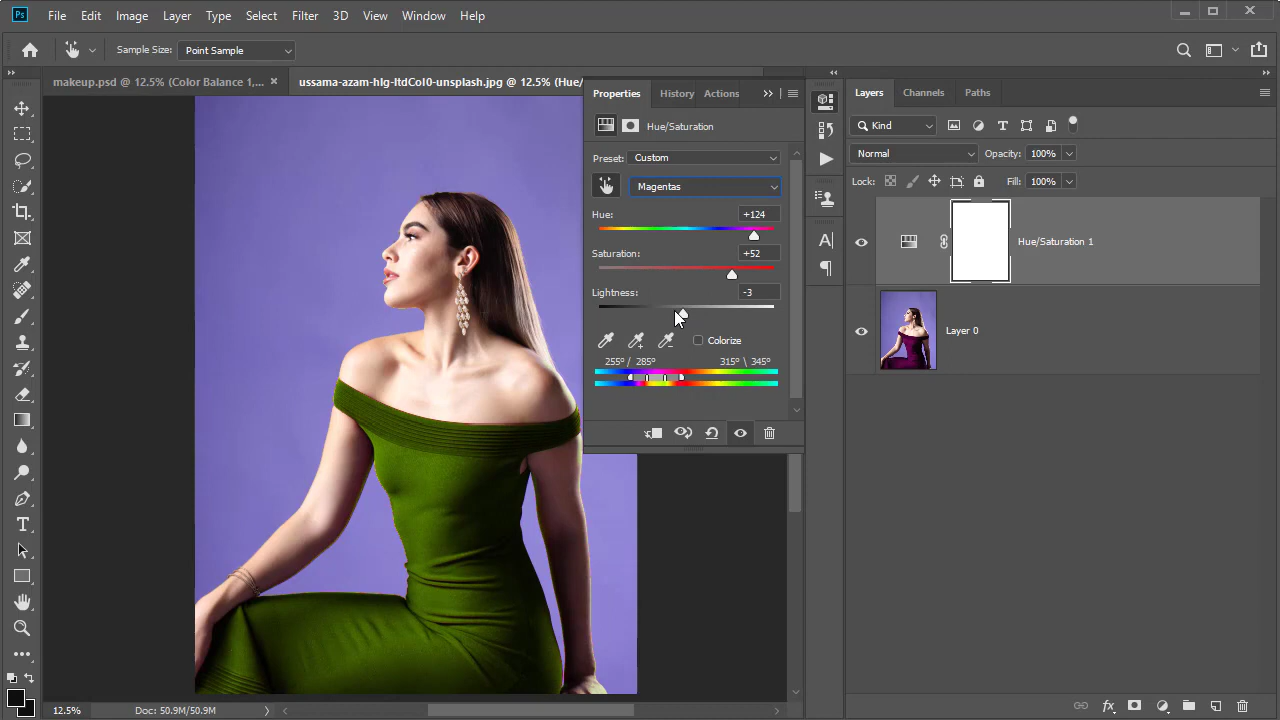 Ps File Edit Image Layer Type Select Filter 3D View Window Help
Sample Size: Point Sample
makeup.psd @ 12.5% (Color Balance 1,... ×
ussama-azam-hlg-ltdCoI0-unsplash.jpg @ 12.5% (Hue/
Properties History Actions
Hue/Saturation
Preset: Custom
Magentas
Hue: +124
Saturation: +52
Lightness: -3
Colorize
255°/ 285° 315°\ 345°
Layers Channels Paths
Kind
Normal Opacity: 100%
Lock: Fill: 100%
Hue/Saturation 1
Layer 0
12.5% Doc: 50.9M/50.9M